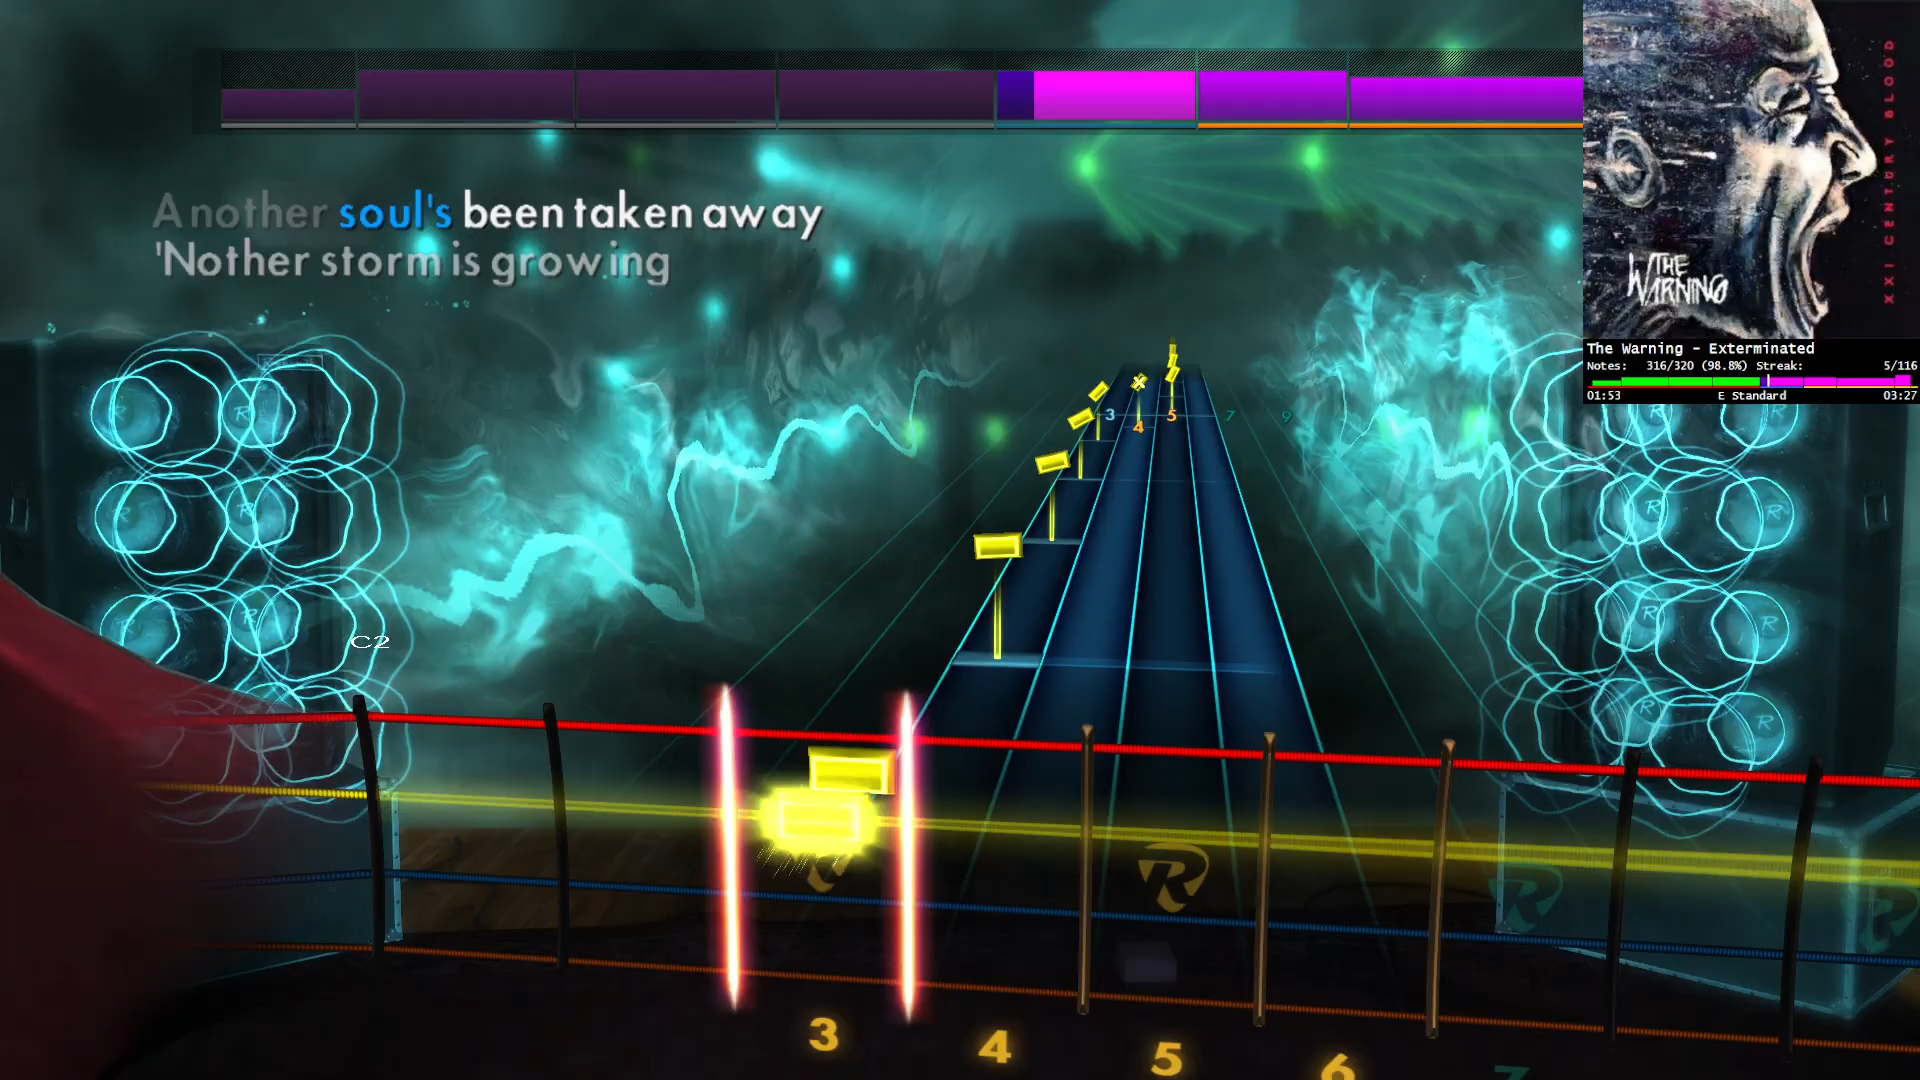 Another soul's been taken away
'Nother storm is growing
THE WARNING
XXI CENTURY BLOOD
The Warning - Exterminated
Notes: 316/320 (98.8%) Streak: 5/116
01:53 E Standard 03:27
3 4 5 7 9
C2
3 4 5 6 7